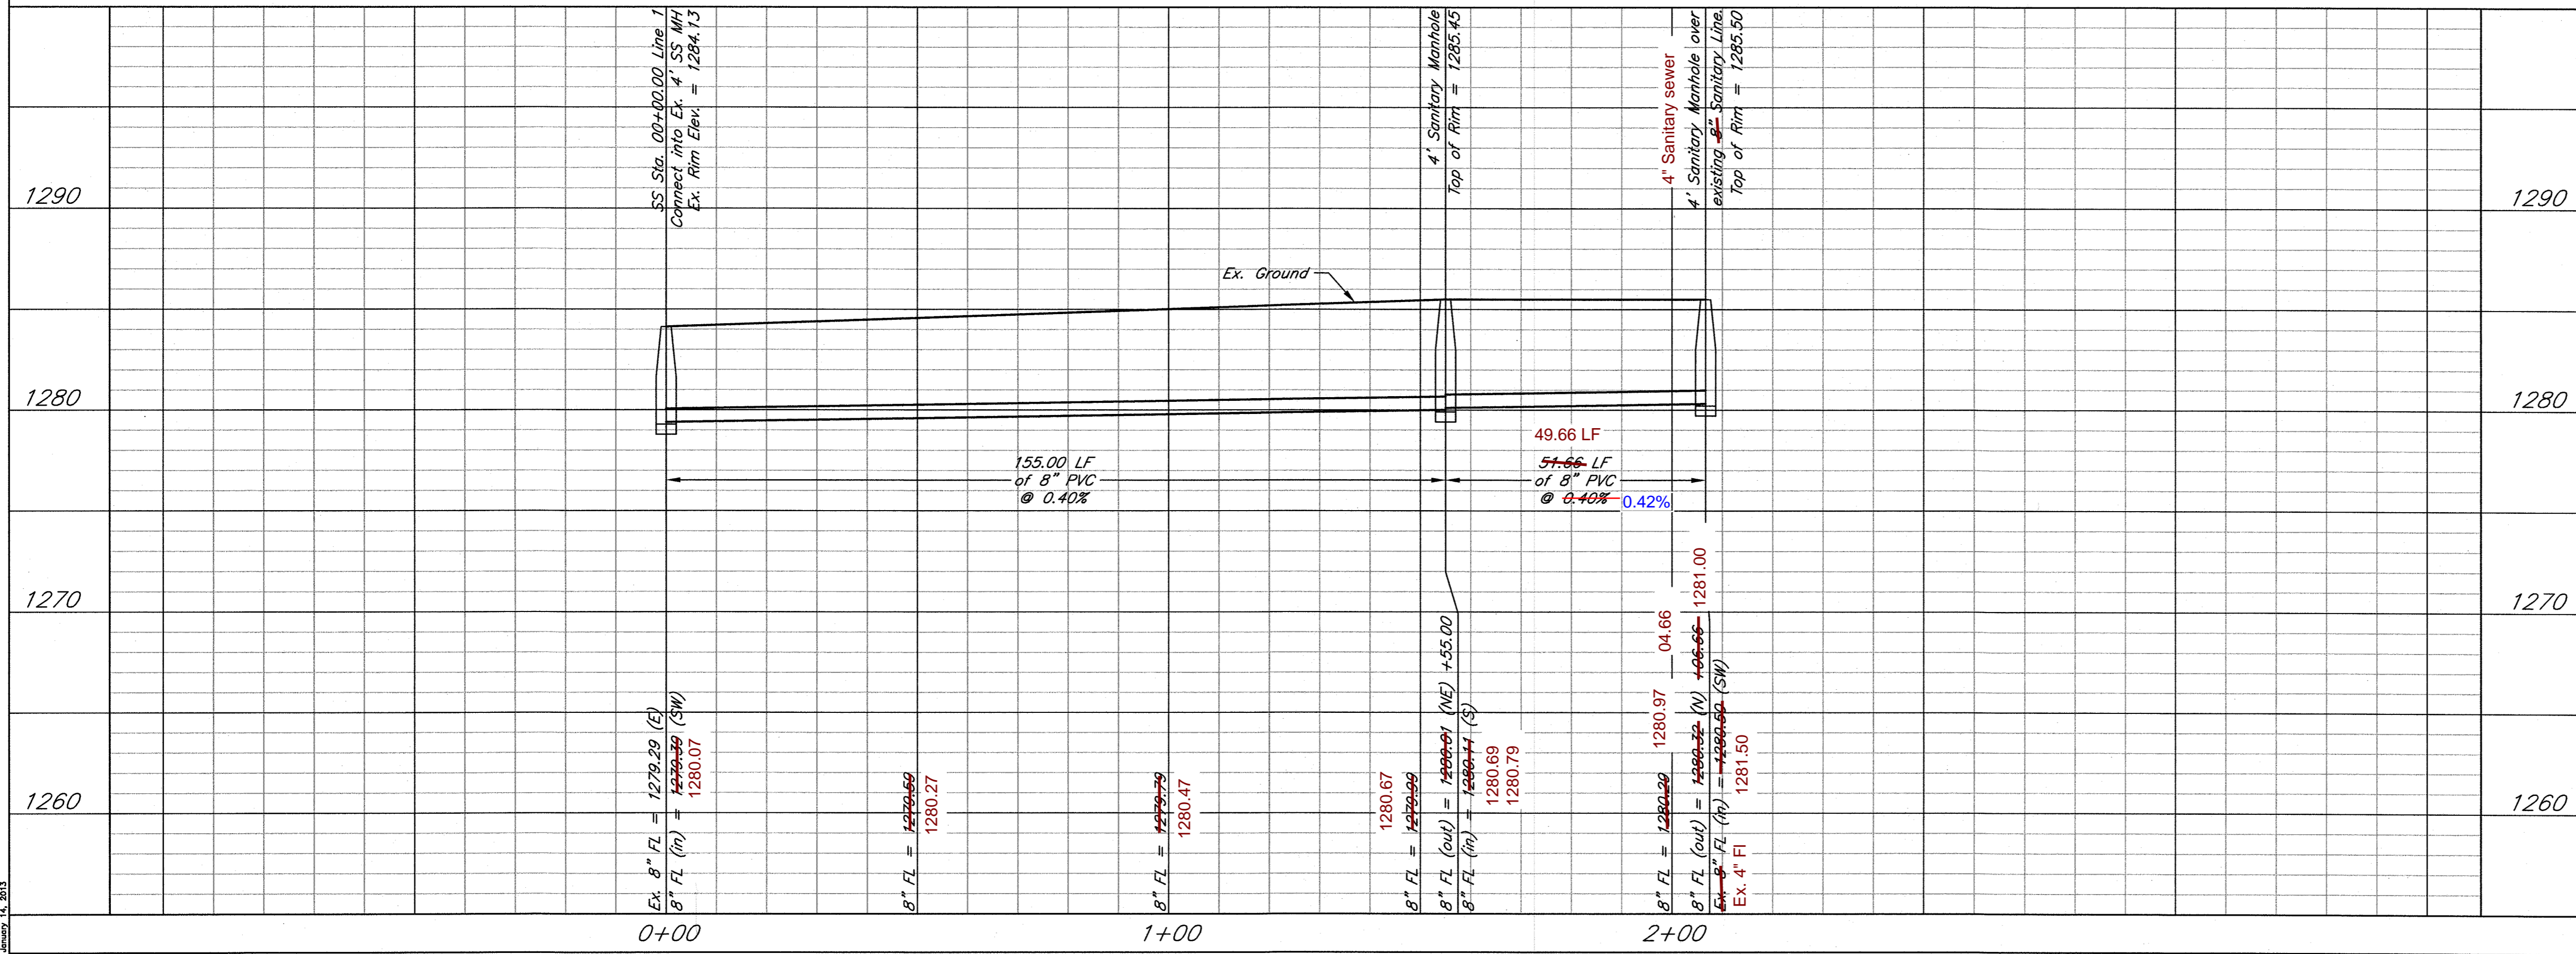 SS Sta. 00+00.00 Line 1
Connect into Ex. 4' SS MH
Ex. Rim Elev. = 1284.13
4' Sanitary Manhole
Top of Rim = 1285.45
4" Sanitary sewer
4' Sanitary Manhole over
existing 8" Sanitary Line.
Top of Rim = 1285.50
1290
1290
Ex. Ground
1280
1280
155.00 LF
of 8" PVC
@ 0.40%
49.66 LF
51.66 LF
of 8" PVC
@ 0.40% 0.42%
1270
1270
Ex. 8" FL = 1279.29 (E)
8" FL (in) = 1279.39 (SW)
1280.07
8" FL = 1279.59
1280.27
8" FL = 1279.79
1280.47
1280.67
8" FL = 1279.99
8" FL (out) = 1280.01 (NE) +55.00
8" FL (in) = 1280.11 (S)
1280.69
1280.79
1280.97
04.66
8" FL = 1280.29
8" FL (out) = 1280.32 (N) +06.66
1281.00
Ex. 8" FL (in) = 1280.50 (SW)
Ex. 4" Fl
1281.50
1260
1260
0+00
1+00
2+00
January 14, 2013